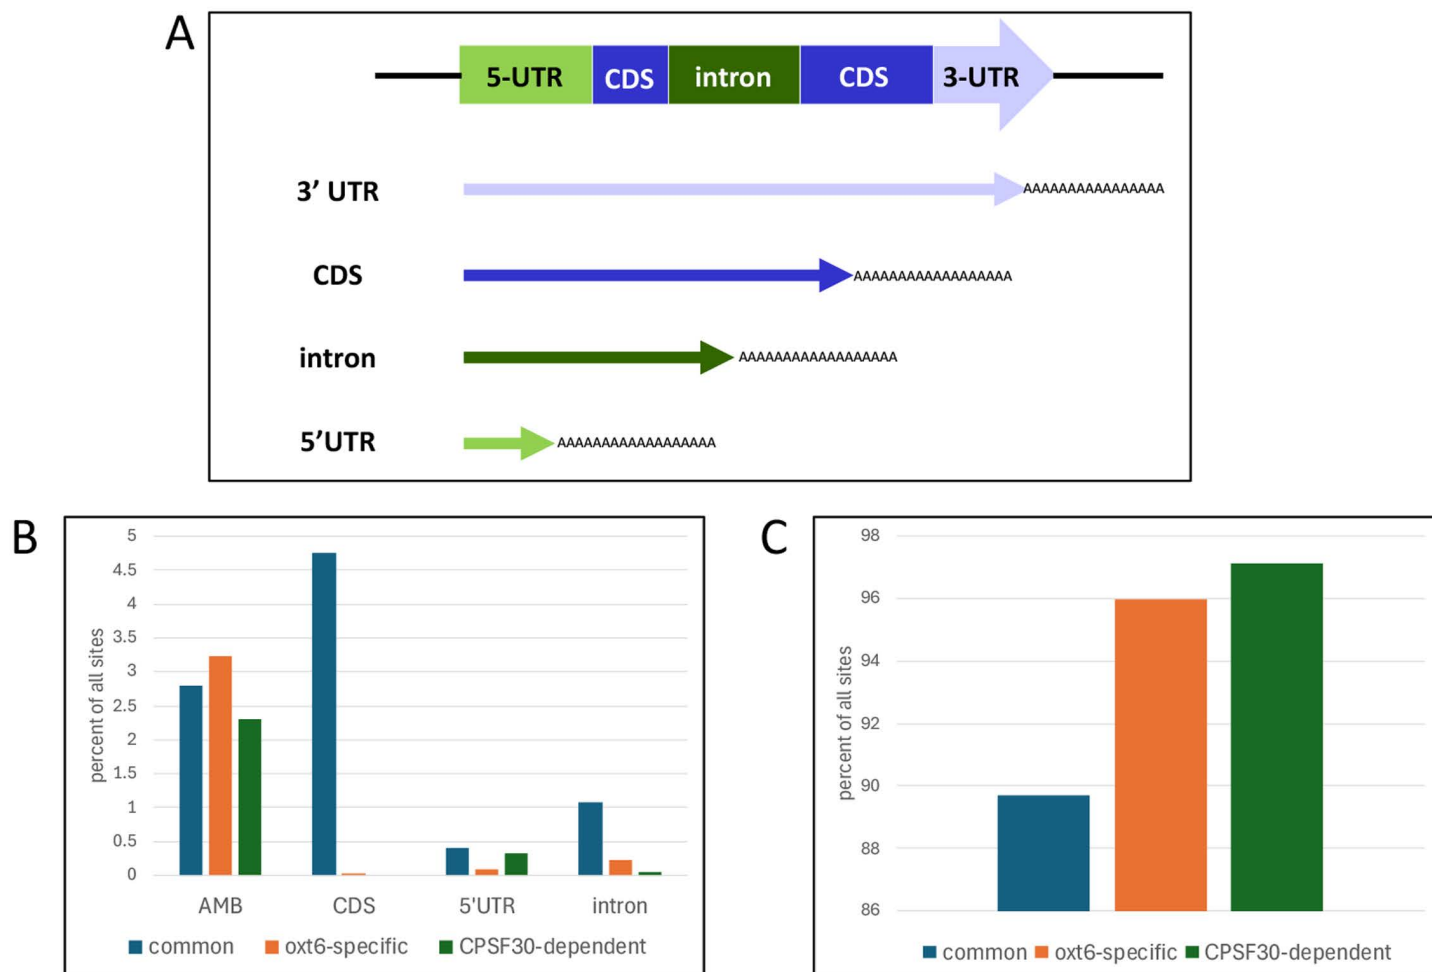 A
5-UTR CDS intron CDS 3-UTR
3’ UTR AAAAAAAAAAAAAAAA
CDS AAAAAAAAAAAAAAAAAA
intron AAAAAAAAAAAAAAAAAA
5’UTR AAAAAAAAAAAAAAAAAA
B
percent of all sites
5
4.5
4
3.5
3
2.5
2
1.5
1
0.5
0
AMB CDS 5'UTR intron
common oxt6-specific CPSF30-dependent
C
percent of all sites
98
96
94
92
90
88
86
common oxt6-specific CPSF30-dependent